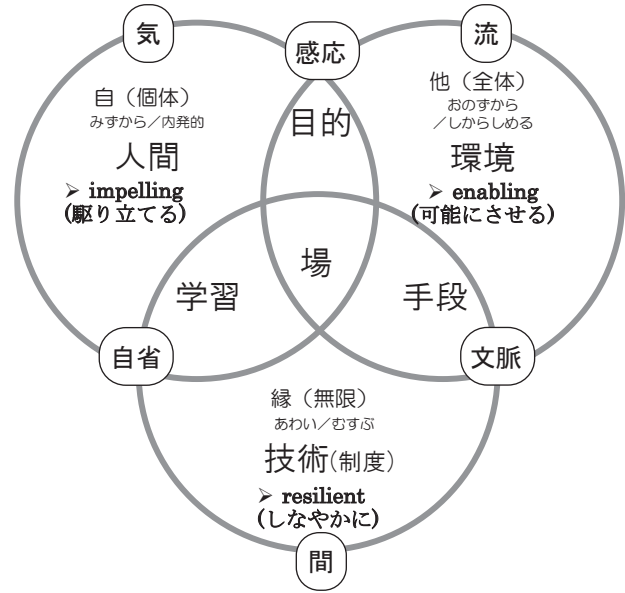 気
感応
流
自（個体）
みずから／内発的
人間
➢ impelling
(駆り立てる)
目的
他（全体）
おのずから
／しからしめる
環境
➢ enabling
(可能にさせる)
学習
場
手段
自省
文脈
縁（無限）
あわい／むすぶ
技術(制度)
➢ resilient
(しなやかに)
間